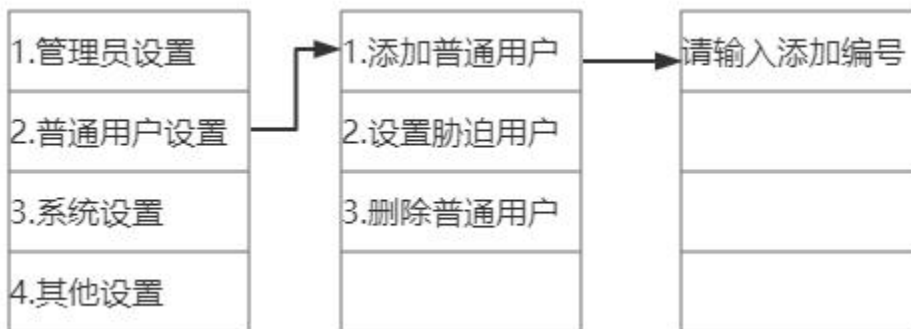 1.管理员设置
2.普通用户设置
3.系统设置
4.其他设置
1.添加普通用户
2.设置胁迫用户
3.删除普通用户
请输入添加编号